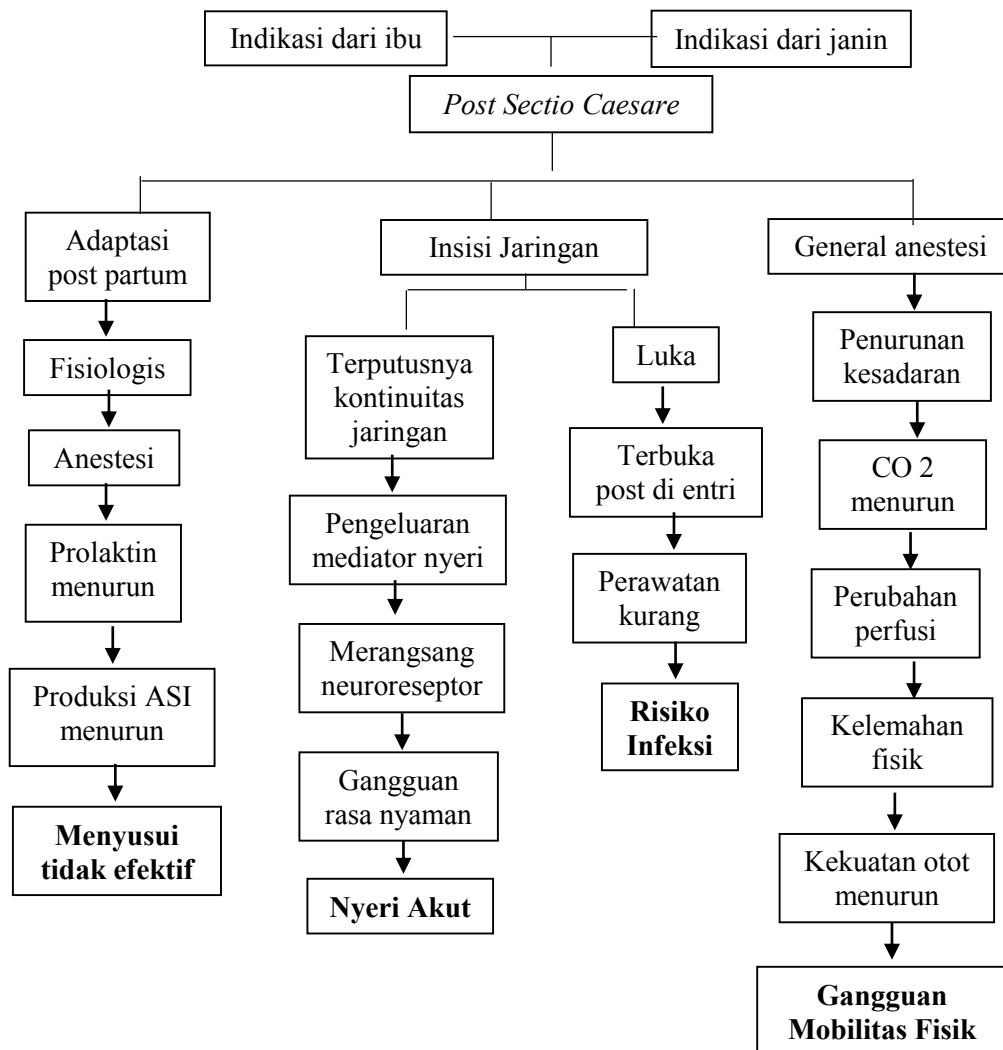 Indikasi dari ibu
Indikasi dari janin
Post Sectio Caesare
Adaptasi
post partum
Fisiologis
Anestesi
Prolaktin
menurun
Produksi ASI
menurun
Menyusui
tidak efektif
Insisi Jaringan
Terputusnya
kontinuitas
jaringan
Pengeluaran
mediator nyeri
Merangsang
neuroreseptor
Gangguan
rasa nyaman
Nyeri Akut
Luka
Terbuka
post di entri
Perawatan
kurang
Risiko
Infeksi
General anestesi
Penurunan
kesadaran
CO 2
menurun
Perubahan
perfusi
Kelemahan
fisik
Kekuatan otot
menurun
Gangguan
Mobilitas Fisik